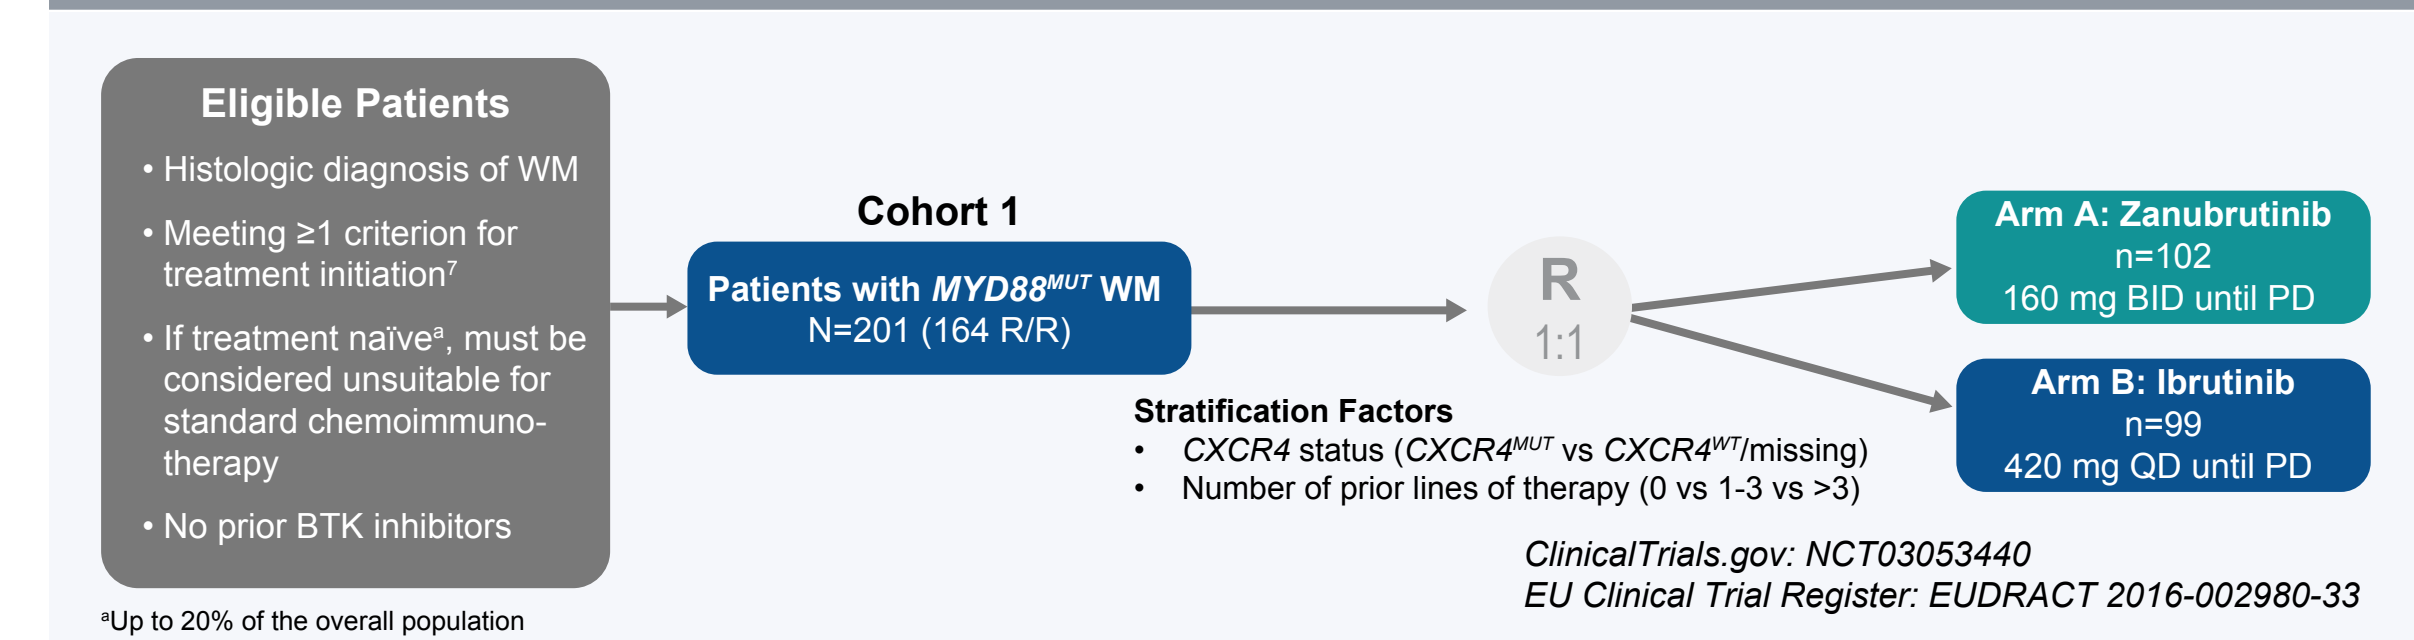 Eligible Patients
• Histologic diagnosis of WM
• Meeting ≥1 criterion for
treatment initiation⁷
• If treatment naïveᵃ, must be
considered unsuitable for
standard chemoimmuno-
therapy
• No prior BTK inhibitors
ᵃUp to 20% of the overall population
Cohort 1
Patients with MYD88ᴹᵁᵀ WM
N=201 (164 R/R)
R
1:1
Stratification Factors
• CXCR4 status (CXCR4ᴹᵁᵀ vs CXCR4ᵂᵀ/missing)
• Number of prior lines of therapy (0 vs 1-3 vs >3)
Arm A: Zanubrutinib
n=102
160 mg BID until PD
Arm B: Ibrutinib
n=99
420 mg QD until PD
ClinicalTrials.gov: NCT03053440
EU Clinical Trial Register: EUDRACT 2016-002980-33